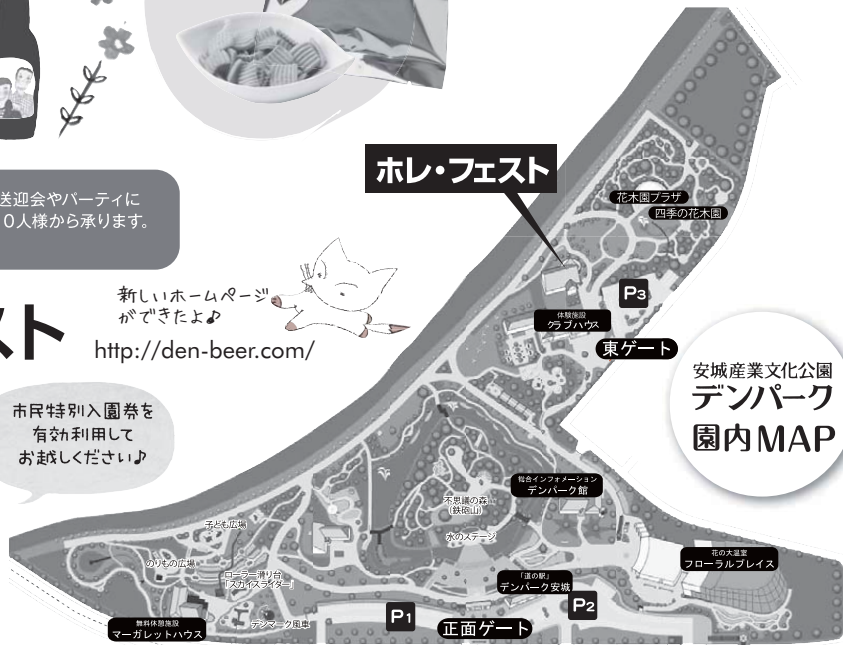 送迎会やパーティに
0人様から承ります。
スト
新しいホームページ
ができたよ♪
http://den-beer.com/
市民特別入園券を
有効利用して
お越しください♪
ホレ・フェスト
花木園プラザ
四季の花木園
P3
体験施設
クラブハウス
東ゲート
安城産業文化公園
デンパーク
園内MAP
総合インフォメーション
デンパーク館
不思議の森
(鉄砲山)
水のステージ
子ども広場
のりもの広場
ローラー滑り台
「スカイスライダー」
花の大温室
フローラルプレイス
「道の駅」
デンパーク安城
P1
P2
正面ゲート
無料休憩施設
マーガレットハウス
デンマーク風車